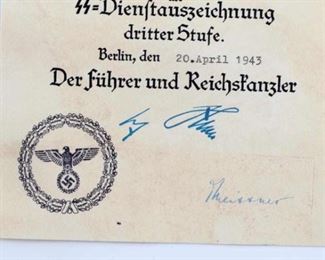 SS-Dienstauszeichnung
dritter Stufe.
Berlin, den 20.April 1943
Der Führer und Reichskanzler
Meissner